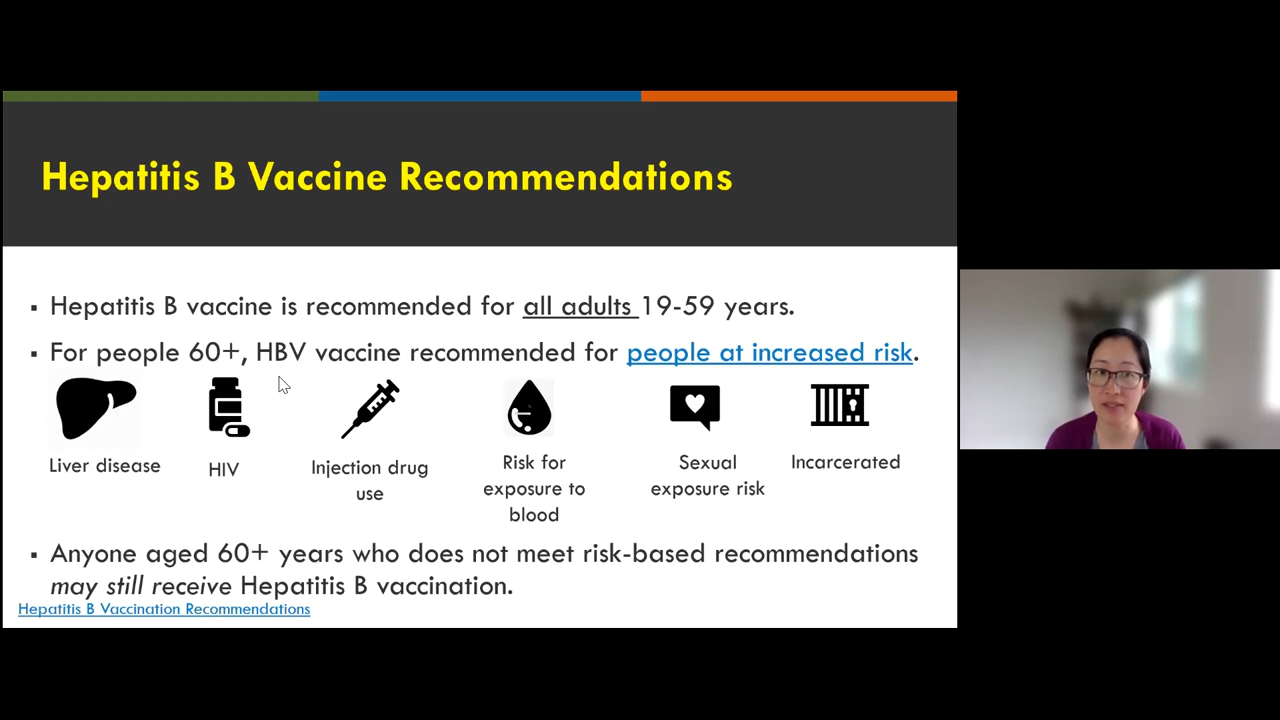 Hepatitis B Vaccine Recommendations
▪ Hepatitis B vaccine is recommended for all adults 19-59 years.
▪ For people 60+, HBV vaccine recommended for people at increased risk.
Liver disease
HIV
Injection drug
use
Risk for
exposure to
blood
Sexual
exposure risk
Incarcerated
▪ Anyone aged 60+ years who does not meet risk-based recommendations
may still receive Hepatitis B vaccination.
Hepatitis B Vaccination Recommendations